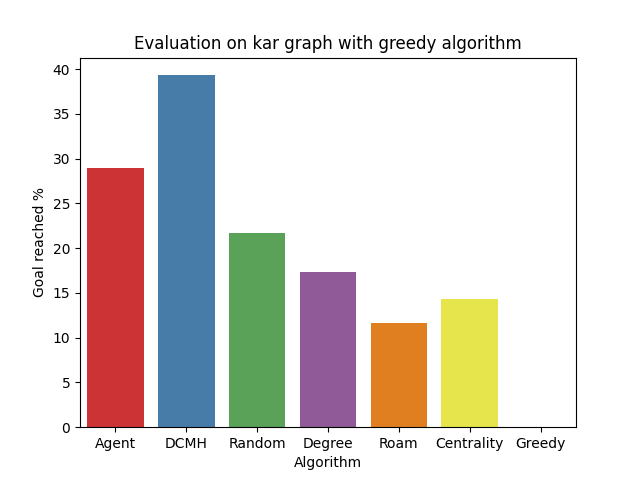 Evaluation on kar graph with greedy algorithm
Goal reached %
40
35
30
25
20
15
10
5
0
Agent DCMH Random Degree Roam Centrality Greedy
Algorithm